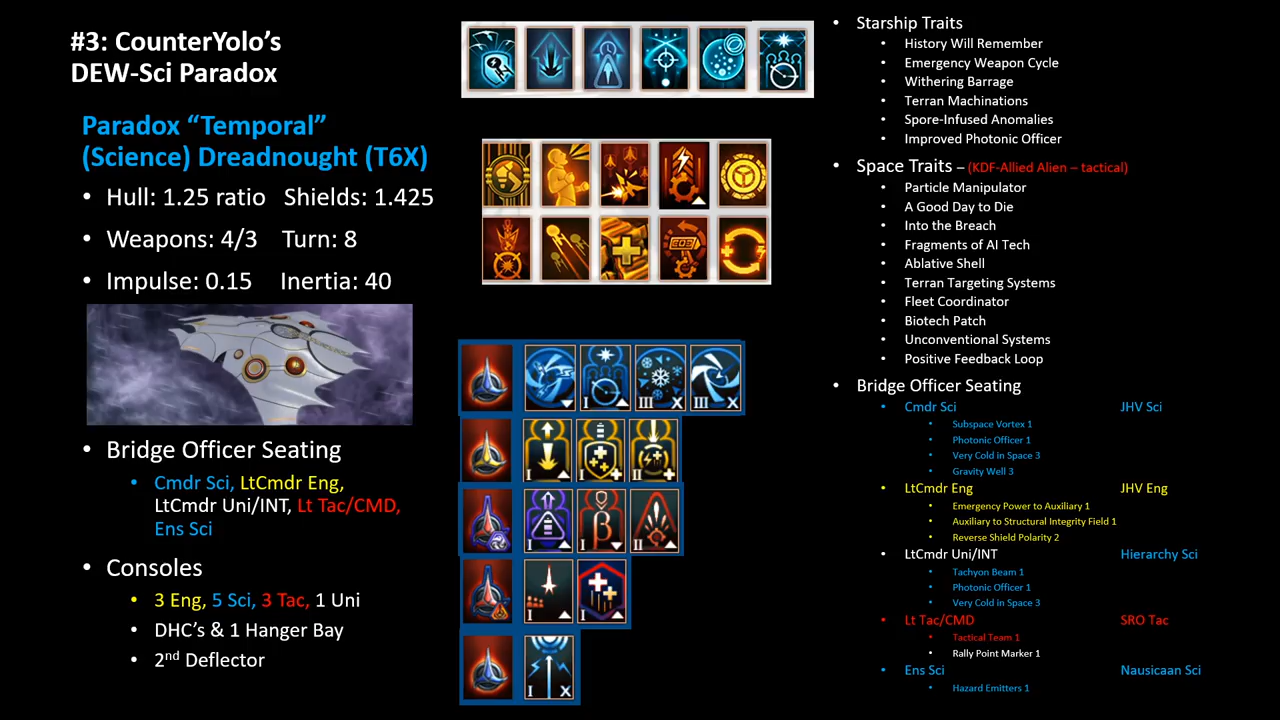 #3: CounterYolo's
DEW-Sci Paradox
Paradox “Temporal”
(Science) Dreadnought (T6X)
• Hull: 1.25 ratio Shields: 1.425
• Weapons: 4/3 Turn: 8
• Impulse: 0.15 Inertia: 40
• Bridge Officer Seating
• Cmdr Sci, LtCmdr Eng,
LtCmdr Uni/INT, Lt Tac/CMD,
Ens Sci
• Consoles
• 3 Eng, 5 Sci, 3 Tac, 1 Uni
• DHC's & 1 Hanger Bay
• 2nd Deflector
I III X III X
I I II
I I II
I I
I X
• Starship Traits
• History Will Remember
• Emergency Weapon Cycle
• Withering Barrage
• Terran Machinations
• Spore-Infused Anomalies
• Improved Photonic Officer
• Space Traits – (KDF-Allied Alien – tactical)
• Particle Manipulator
• A Good Day to Die
• Into the Breach
• Fragments of AI Tech
• Ablative Shell
• Terran Targeting Systems
• Fleet Coordinator
• Biotech Patch
• Unconventional Systems
• Positive Feedback Loop
• Bridge Officer Seating
• Cmdr Sci JHV Sci
• Subspace Vortex 1
• Photonic Officer 1
• Very Cold in Space 3
• Gravity Well 3
• LtCmdr Eng JHV Eng
• Emergency Power to Auxiliary 1
• Auxiliary to Structural Integrity Field 1
• Reverse Shield Polarity 2
• LtCmdr Uni/INT Hierarchy Sci
• Tachyon Beam 1
• Photonic Officer 1
• Very Cold in Space 3
• Lt Tac/CMD SRO Tac
• Tactical Team 1
• Rally Point Marker 1
• Ens Sci Nausicaan Sci
• Hazard Emitters 1